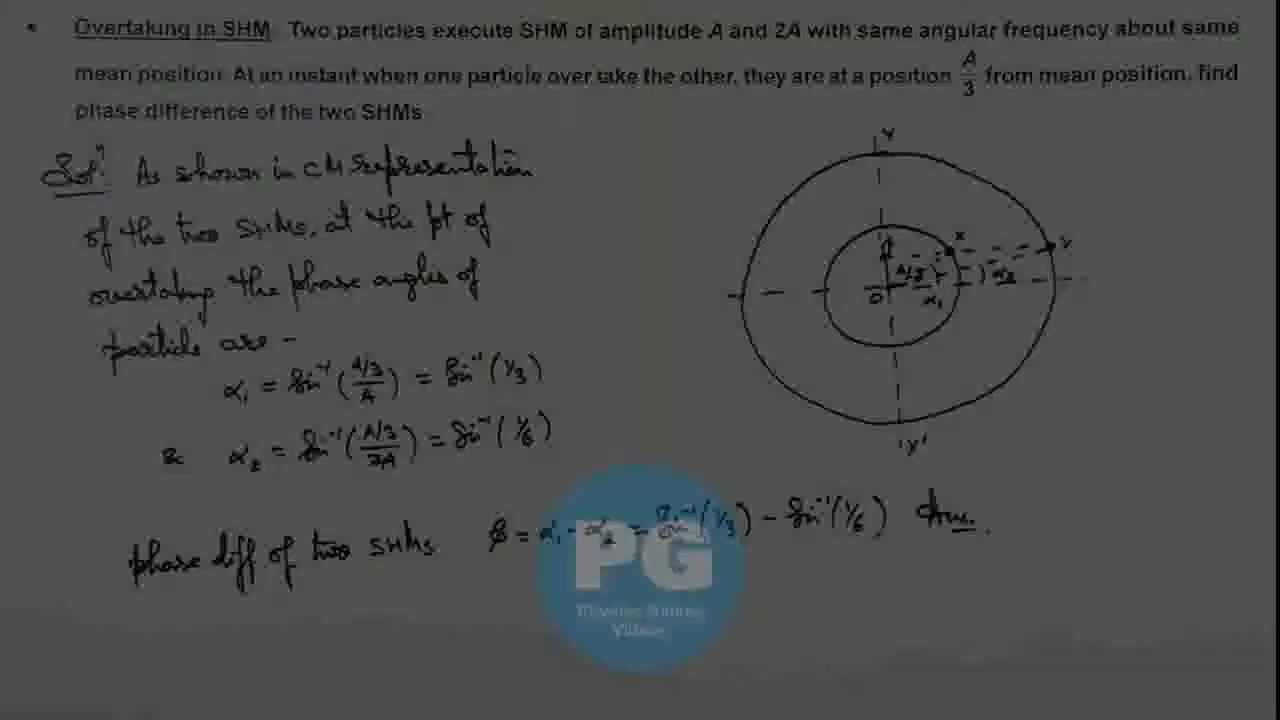 • Overtaking in SHM Two particles execute SHM of amplitude A and 2A with same angular frequency about same
mean position. At an instant when one particle over take the other, they are at a position A/3 from mean position, find
phase difference of the two SHMs
Solⁿ: As shown in CM representation
of the two SHMs, at the pt of
overtaking the phase angles of
particle are -
α₁ = Sin⁻¹ (A/3 / A) = Sin⁻¹ (1/3)
& α₂ = Sin⁻¹ (A/3 / 2A) = Sin⁻¹ (1/6)
phase diff of two SHMs ϕ = α₁ - α₂ = Sin⁻¹ (1/3) - Sin⁻¹ (1/6) Ans.
Y
X
A/3
α₂
O
α₁
Y'
PG
Physics Galaxy
Videos